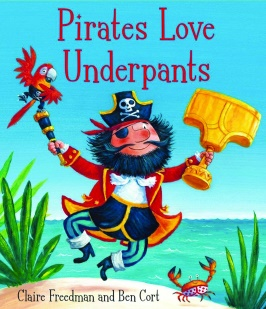 Pirates Love
Underpants
Claire Freedman and Ben Cort